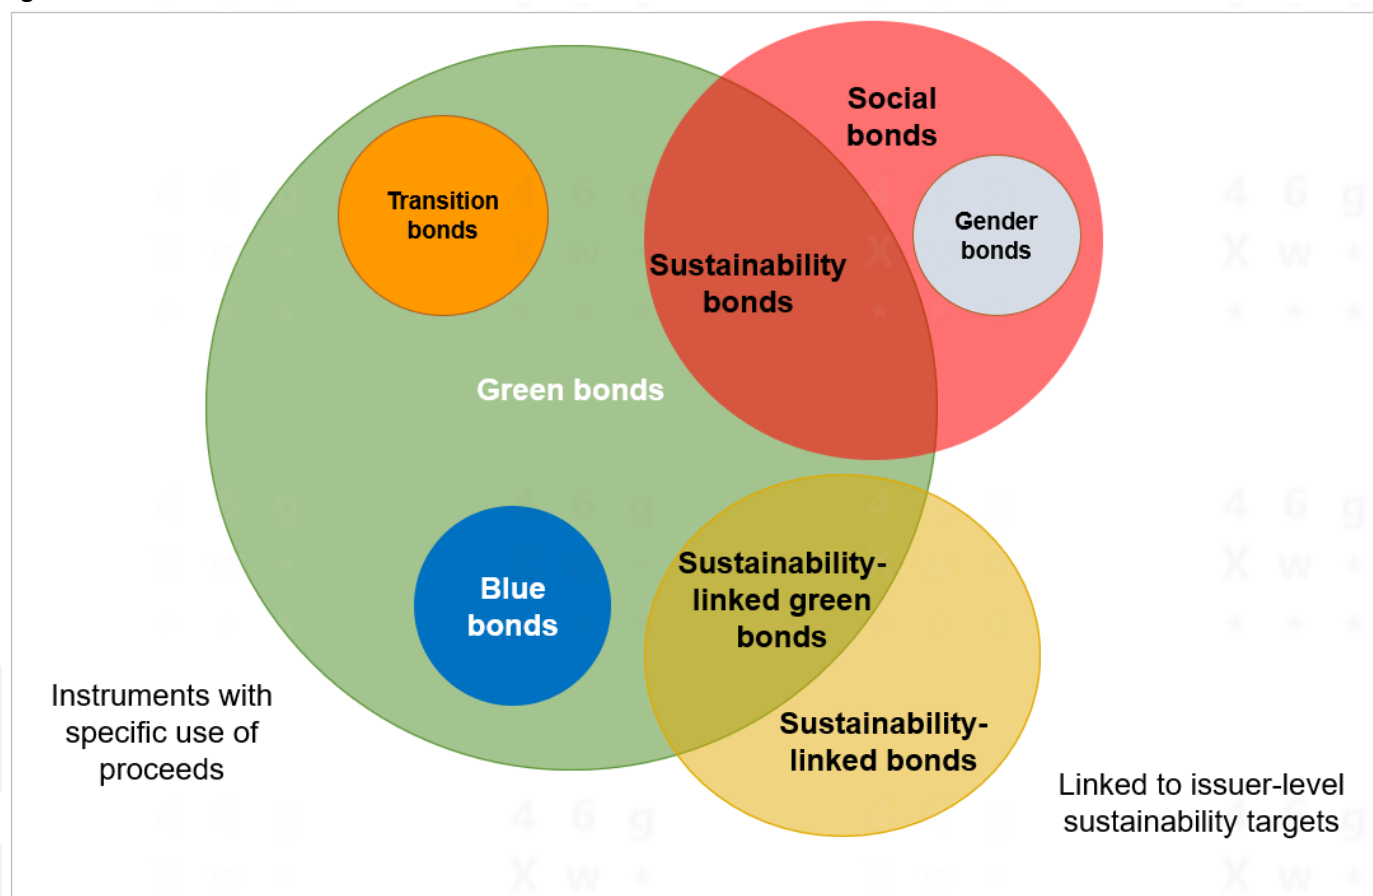 Social
bonds
Transition
bonds
Gender
bonds
Sustainability
bonds
Green bonds
Sustainability-
linked green
bonds
Blue
bonds
Instruments with
specific use of
proceeds
Sustainability-
linked bonds
Linked to issuer-level
sustainability targets